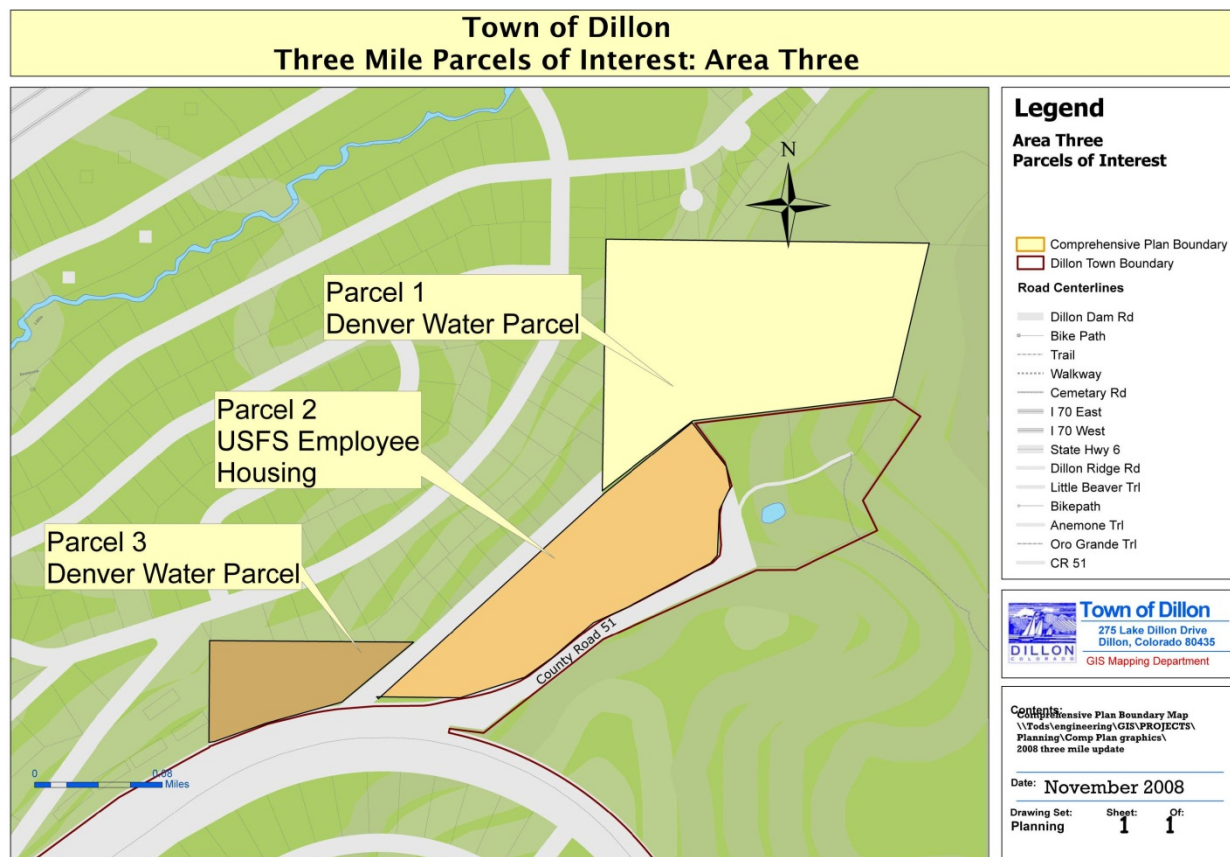 Town of Dillon
Three Mile Parcels of Interest: Area Three
N
Parcel 1
Denver Water Parcel
Parcel 2
USFS Employee
Housing
Parcel 3
Denver Water Parcel
County Road 51
0
0.08
Miles
Legend
Area Three
Parcels of Interest
Comprehensive Plan Boundary
Dillon Town Boundary
Road Centerlines
Dillon Dam Rd
Bike Path
Trail
Walkway
Cemetary Rd
I 70 East
I 70 West
State Hwy 6
Dillon Ridge Rd
Little Beaver Trl
Bikepath
Anemone Trl
Oro Grande Trl
CR 51
DILLON
COLORADO
Town of Dillon
275 Lake Dillon Drive
Dillon, Colorado 80435
GIS Mapping Department
Contents:
Comprehensive Plan Boundary Map
\\Tods\engineering\GIS\PROJECTS\
Planning\Comp Plan graphics\
2008 three mile update
Date: November 2008
Drawing Set: Sheet: Of:
Planning 1 1